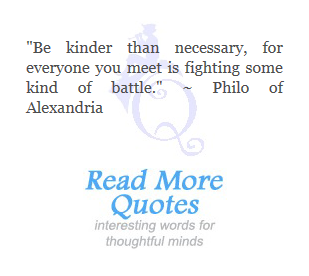 "Be kinder than necessary, for
everyone you meet is fighting some
kind of battle." ~ Philo of
Alexandria
Read More
Quotes
interesting words for
thoughtful minds